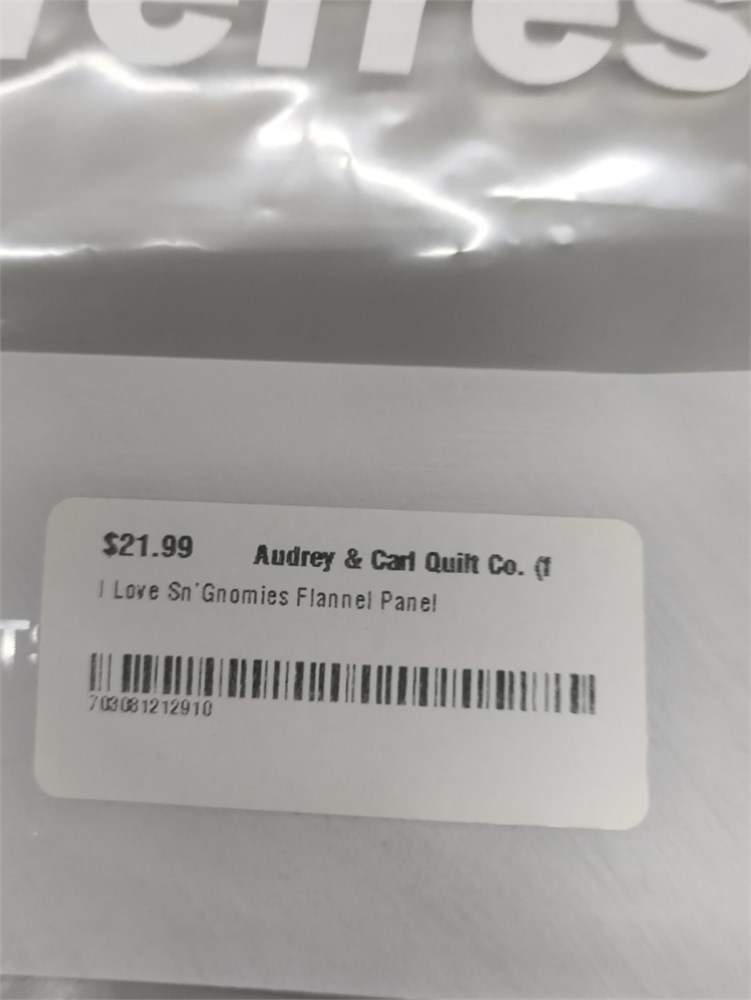 $21.99 Audrey & Carl Quilt Co. (f
I Love Sn'Gnomies Flannel Panel
703081212910